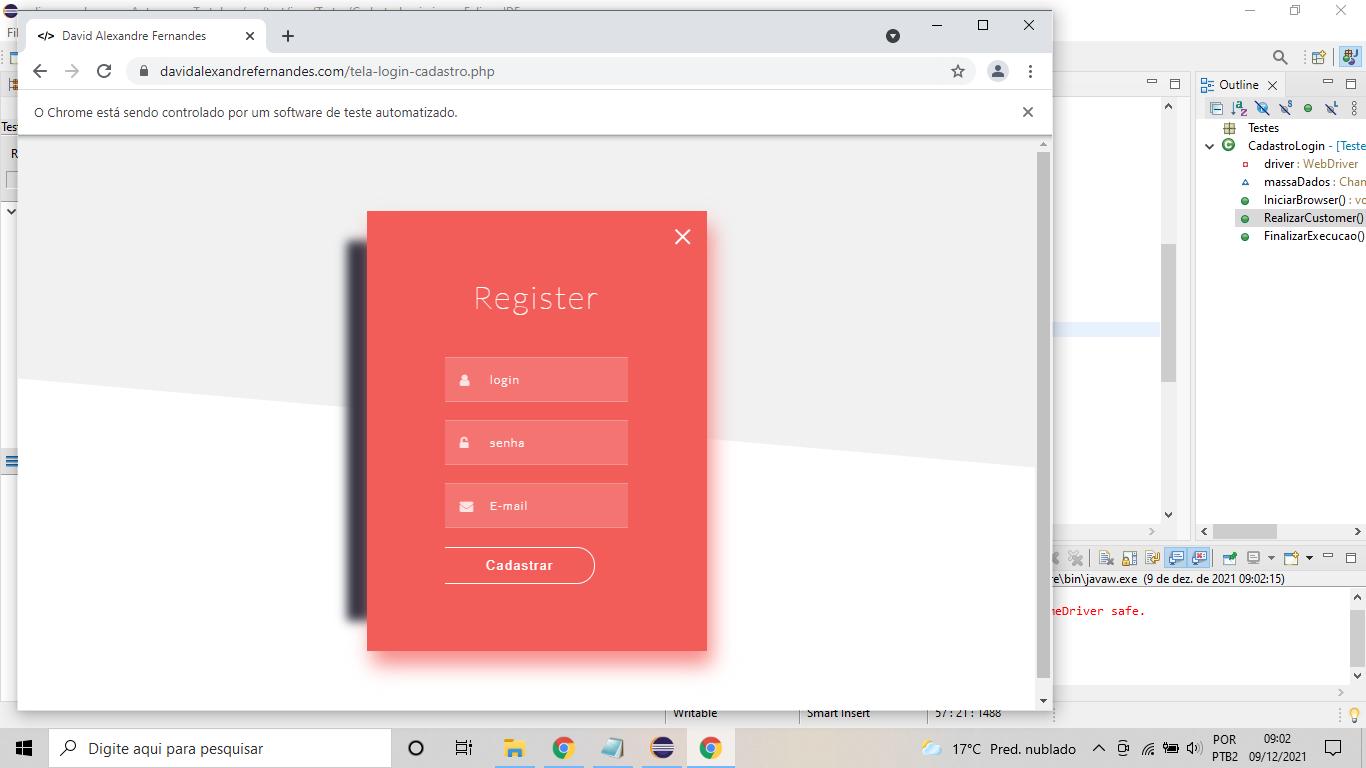 David Alexandre Fernandes
davidalexandrefernandes.com/tela-login-cadastro.php
O Chrome está sendo controlado por um software de teste automatizado.
Register
login
senha
E-mail
Cadastrar
Outline
Testes
CadastroLogin - [Teste
driver : WebDriver
massaDados : Char
IniciarBrowser() : vo
RealizarCustomer()
FinalizarExecucao()
re\bin\javaw.exe (9 de dez. de 2021 09:02:15)
meDriver safe.
Writable
Smart Insert
57 : 21 : 1488
Digite aqui para pesquisar
17°C Pred. nublado
POR
PTB2
09:02
09/12/2021